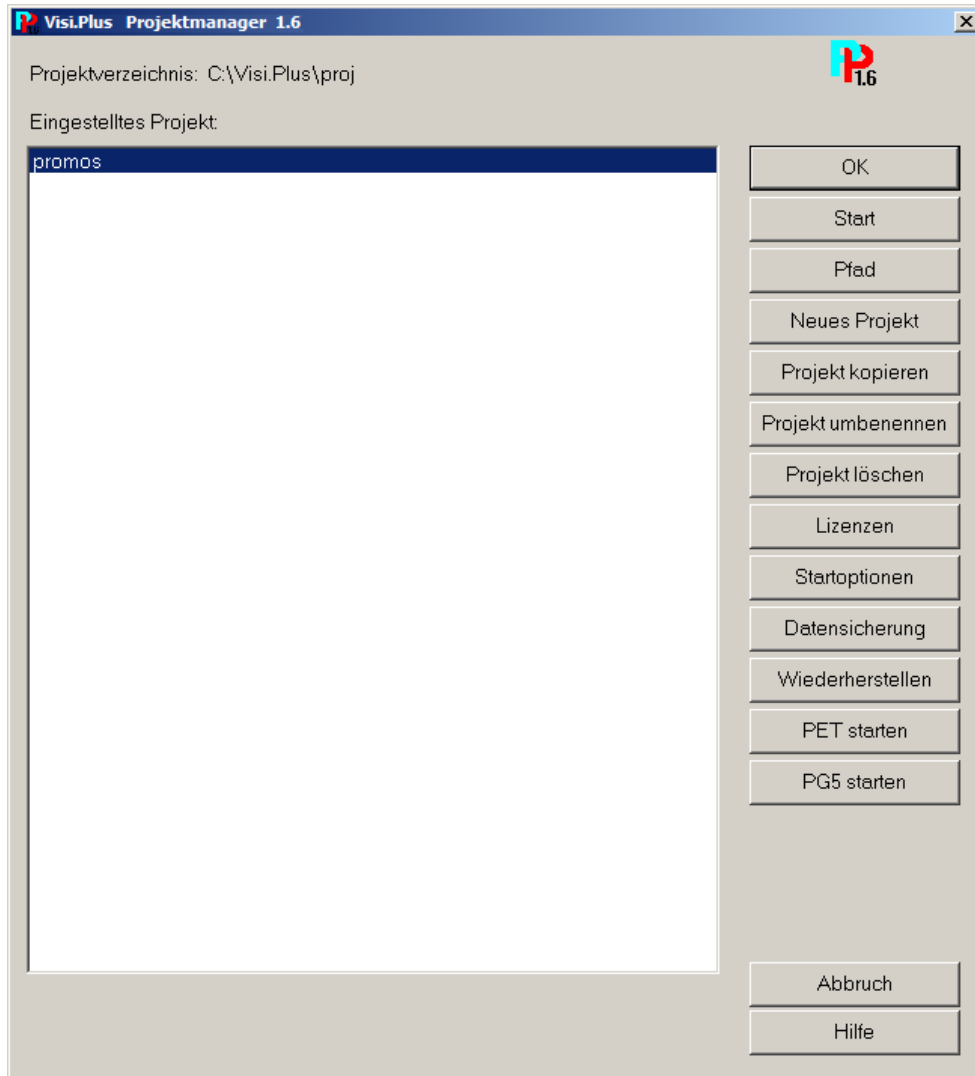 Visi.Plus Projektmanager 1.6
Projektverzeichnis: C:\Visi.Plus\proj
1.6
Eingestelltes Projekt:
promos
OK
Start
Pfad
Neues Projekt
Projekt kopieren
Projekt umbenennen
Projekt löschen
Lizenzen
Startoptionen
Datensicherung
Wiederherstellen
PET starten
PG5 starten
Abbruch
Hilfe